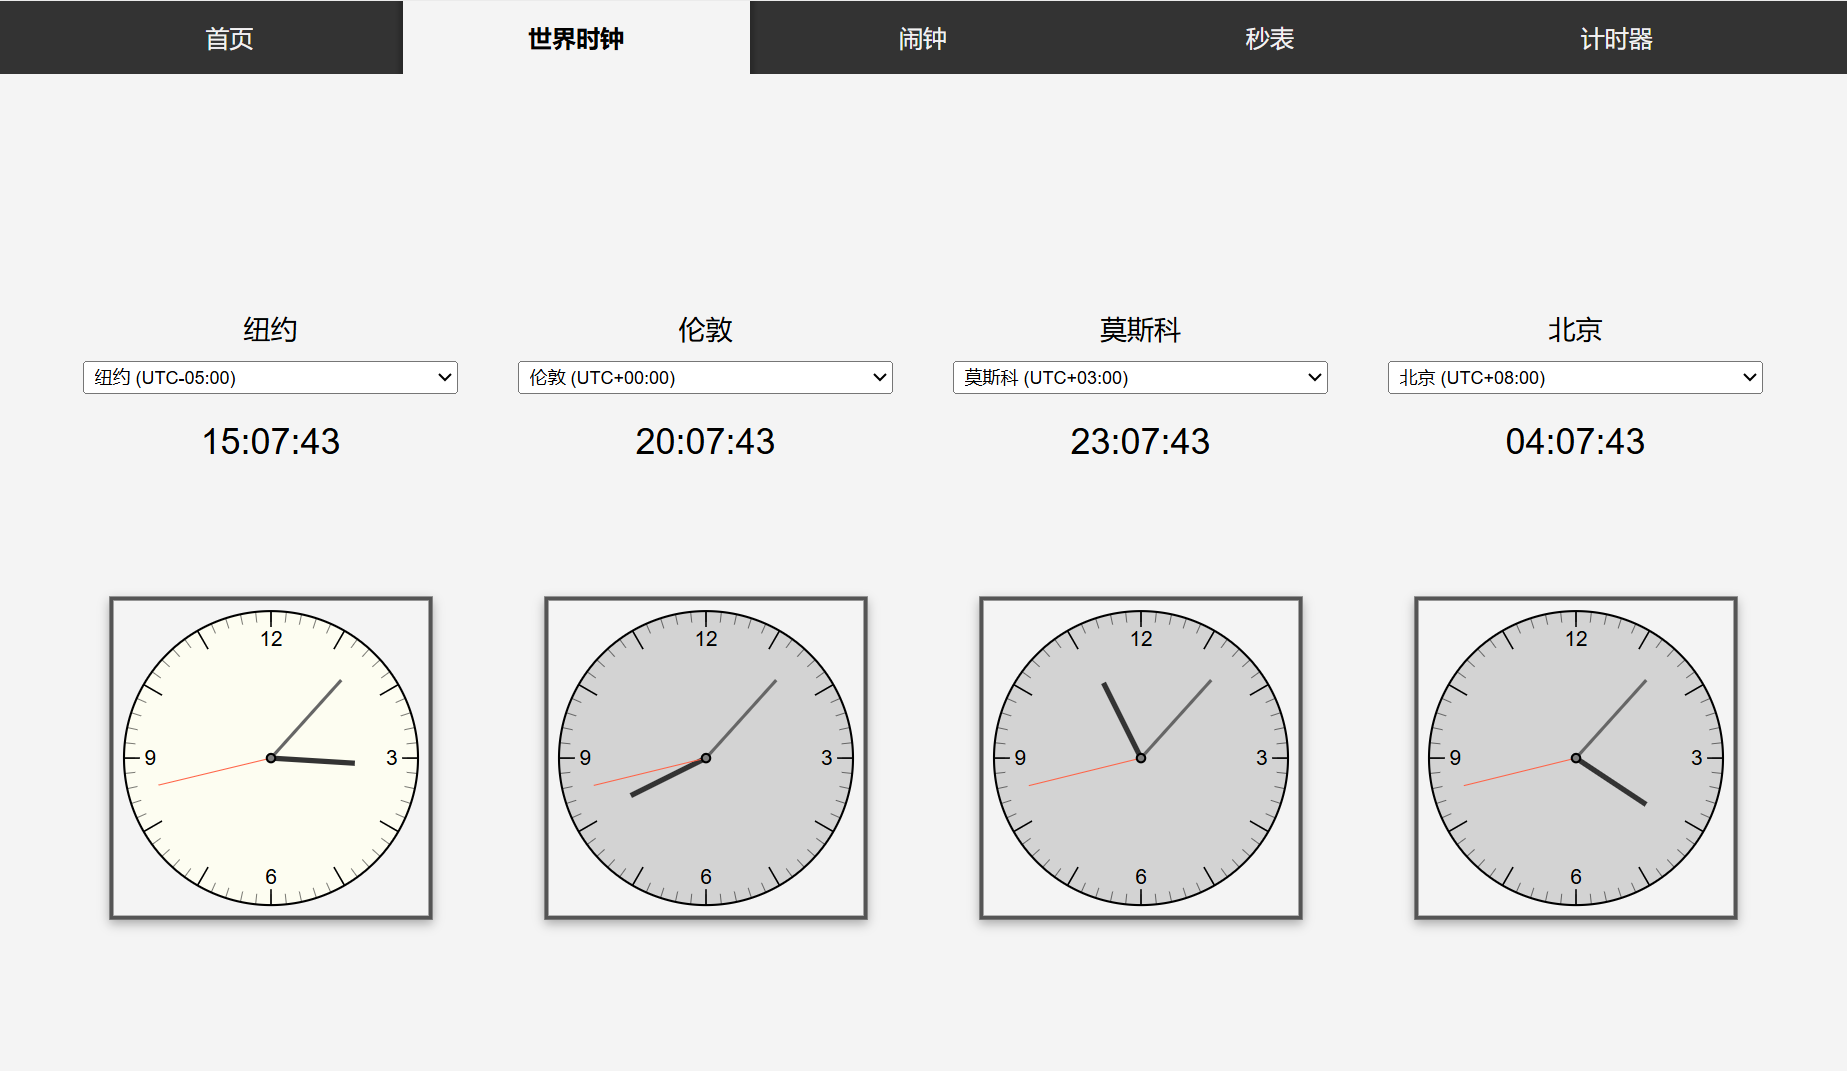 首页 世界时钟 闹钟 秒表 计时器
纽约 伦敦 莫斯科 北京
纽约 (UTC-05:00) 伦敦 (UTC+00:00) 莫斯科 (UTC+03:00) 北京 (UTC+08:00)
15:07:43 20:07:43 23:07:43 04:07:43
12 12 12 12
9 3 9 3 9 3 9 3
6 6 6 6